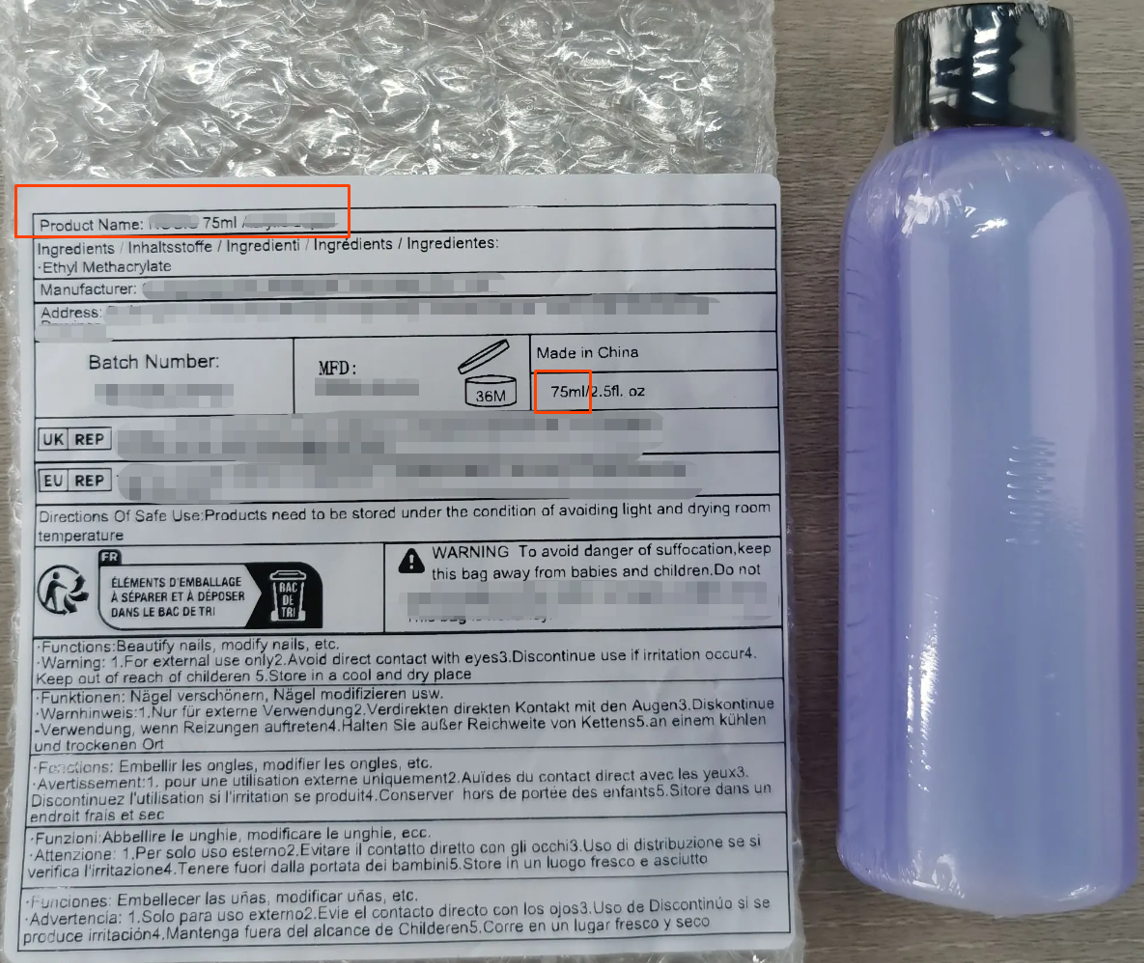 Product Name: 75ml /
Ingredients / Inhaltsstoffe / Ingredienti / Ingrédients / Ingredientes:
·Ethyl Methacrylate
Manufacturer:
Address:
Batch Number:
MFD:
36M
Made in China
75ml/2.5fl. oz
UK REP
EU REP
Directions Of Safe Use:Products need to be stored under the condition of avoiding light and drying room
temperature
FR
ÉLÉMENTS D'EMBALLAGE
À SÉPARER ET À DÉPOSER
DANS LE BAC DE TRI
BAC
DE
TRI
WARNING To avoid danger of suffocation,keep
this bag away from babies and children.Do not
·Functions:Beautify nails, modify nails, etc.
·Warning: 1.For external use only2.Avoid direct contact with eyes3.Discontinue use if irritation occur4.
Keep out of reach of childeren 5.Store in a cool and dry place
·Funktionen: Nägel verschönern, Nägel modifizieren usw.
·Warnhinweis:1.Nur für externe Verwendung2.Verdirekten direkten Kontakt mit den Augen3.Diskontinue
-Verwendung, wenn Reizungen auftreten4.Halten Sie außer Reichweite von Kettens5.an einem kühlen
und trockenen Ort
·Fonctions: Embellir les ongles, modifier les ongles, etc.
·Avertissement:1. pour une utilisation externe uniquement2.Auïdes du contact direct avec les yeux3.
Discontinuez l'utilisation si l'irritation se produit4.Conserver hors de portée des enfants5.Sitore dans un
endroit frais et sec
·Funzioni:Abbellire le unghie, modificare le unghie, ecc.
·Attenzione: 1.Per solo uso esterno2.Evitare il contatto diretto con gli occhi3.Uso di distribuzione se si
verifica l'irritazione4.Tenere fuori dalla portata dei bambini5.Store in un luogo fresco e asciutto
·Funciones: Embellecer las uñas, modificar uñas, etc.
·Advertencia: 1.Solo para uso externo2.Evie el contacto directo con los ojos3.Uso de Discontinúo si se
produce irritación4.Mantenga fuera del alcance de Childeren5.Corre en un lugar fresco y seco